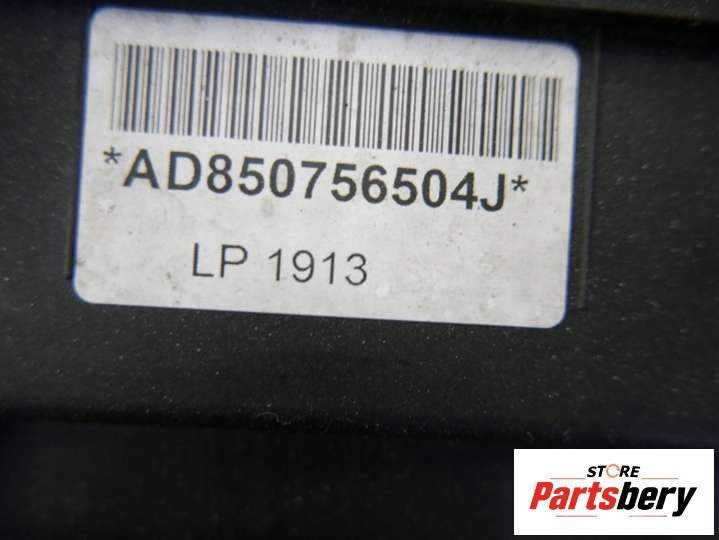 *AD850756504J*
LP 1913
STORE
Partsbery